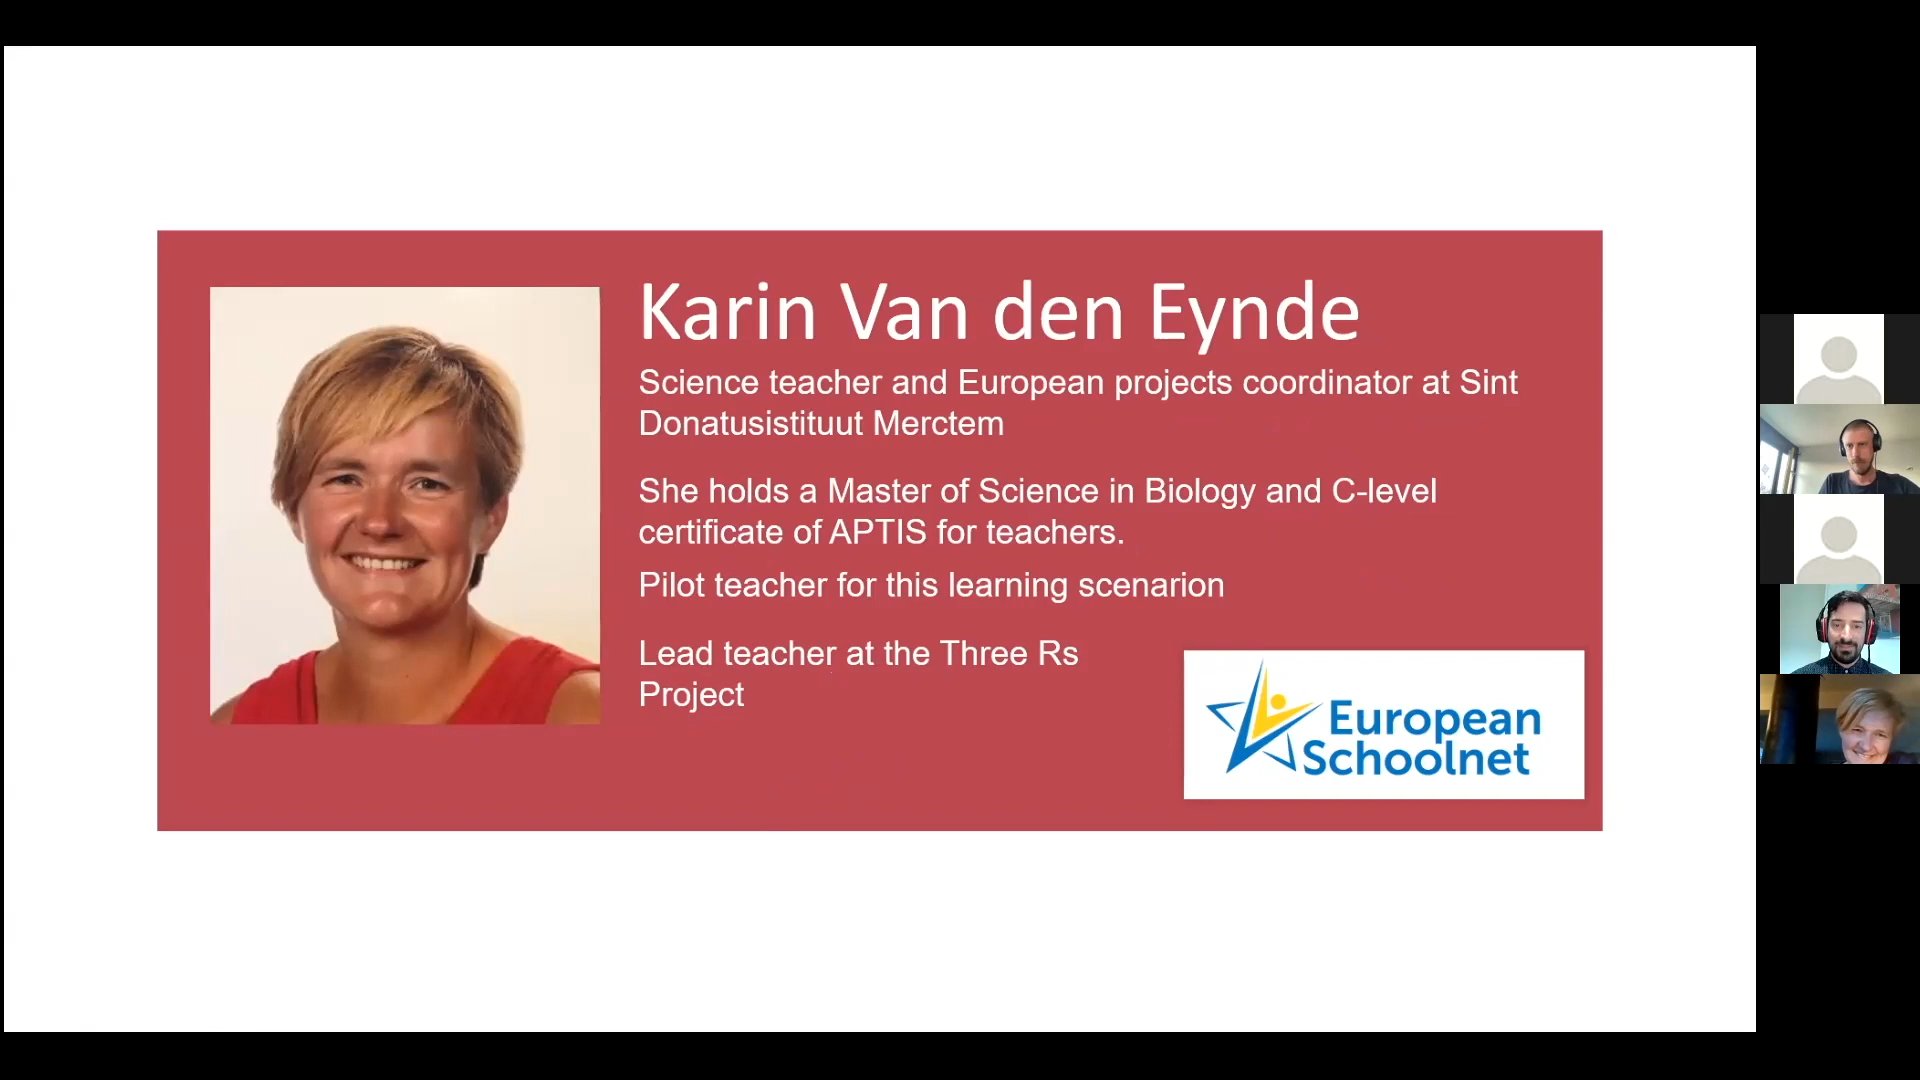 Karin Van den Eynde
Science teacher and European projects coordinator at Sint
Donatusistituut Merctem
She holds a Master of Science in Biology and C-level
certificate of APTIS for teachers.
Pilot teacher for this learning scenarion
Lead teacher at the Three Rs
Project
European
Schoolnet